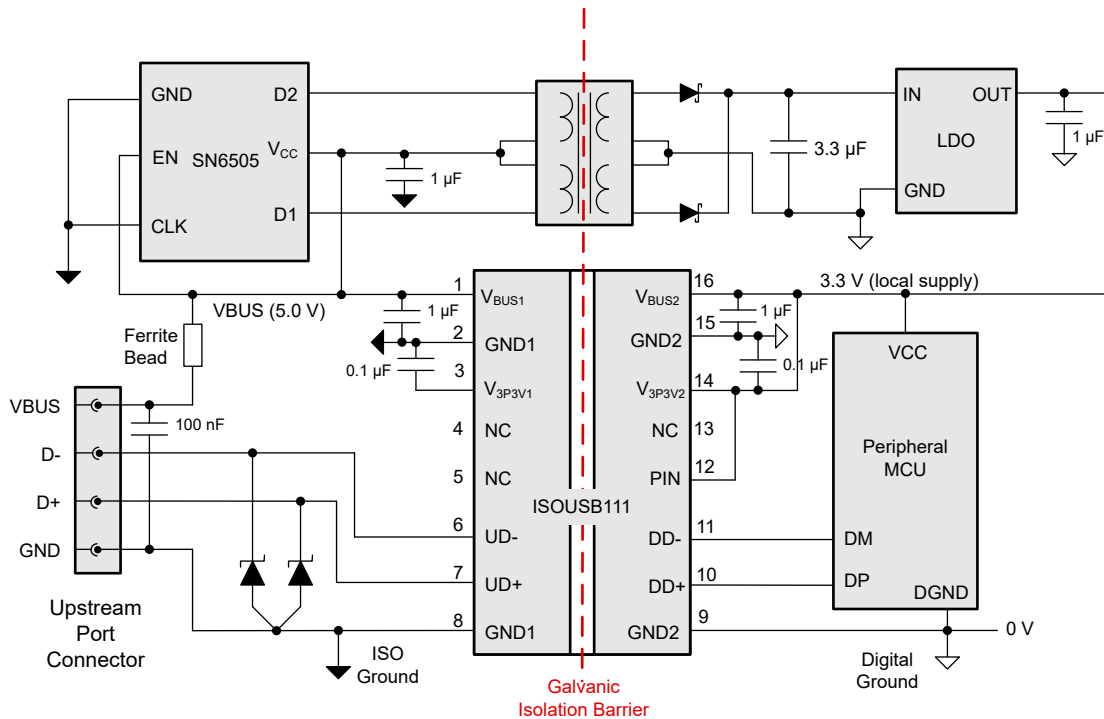 GND
EN
CLK
SN6505
D2
VCC
D1
1 µF
3.3 µF
IN
OUT
LDO
GND
1 µF
VBUS (5.0 V)
Ferrite
Bead
VBUS
D-
D+
GND
100 nF
Upstream
Port
Connector
1 µF
0.1 µF
1
2
3
4
5
6
7
8
VBUS1
GND1
V3P3V1
NC
NC
UD-
UD+
GND1
ISO
Ground
ISOUSB111
VBUS2
GND2
V3P3V2
NC
PIN
DD-
DD+
GND2
16
15
14
13
12
11
10
9
1 µF
0.1 µF
3.3 V (local supply)
VCC
Peripheral
MCU
DM
DP
DGND
0 V
Digital
Ground
Galvanic
Isolation Barrier